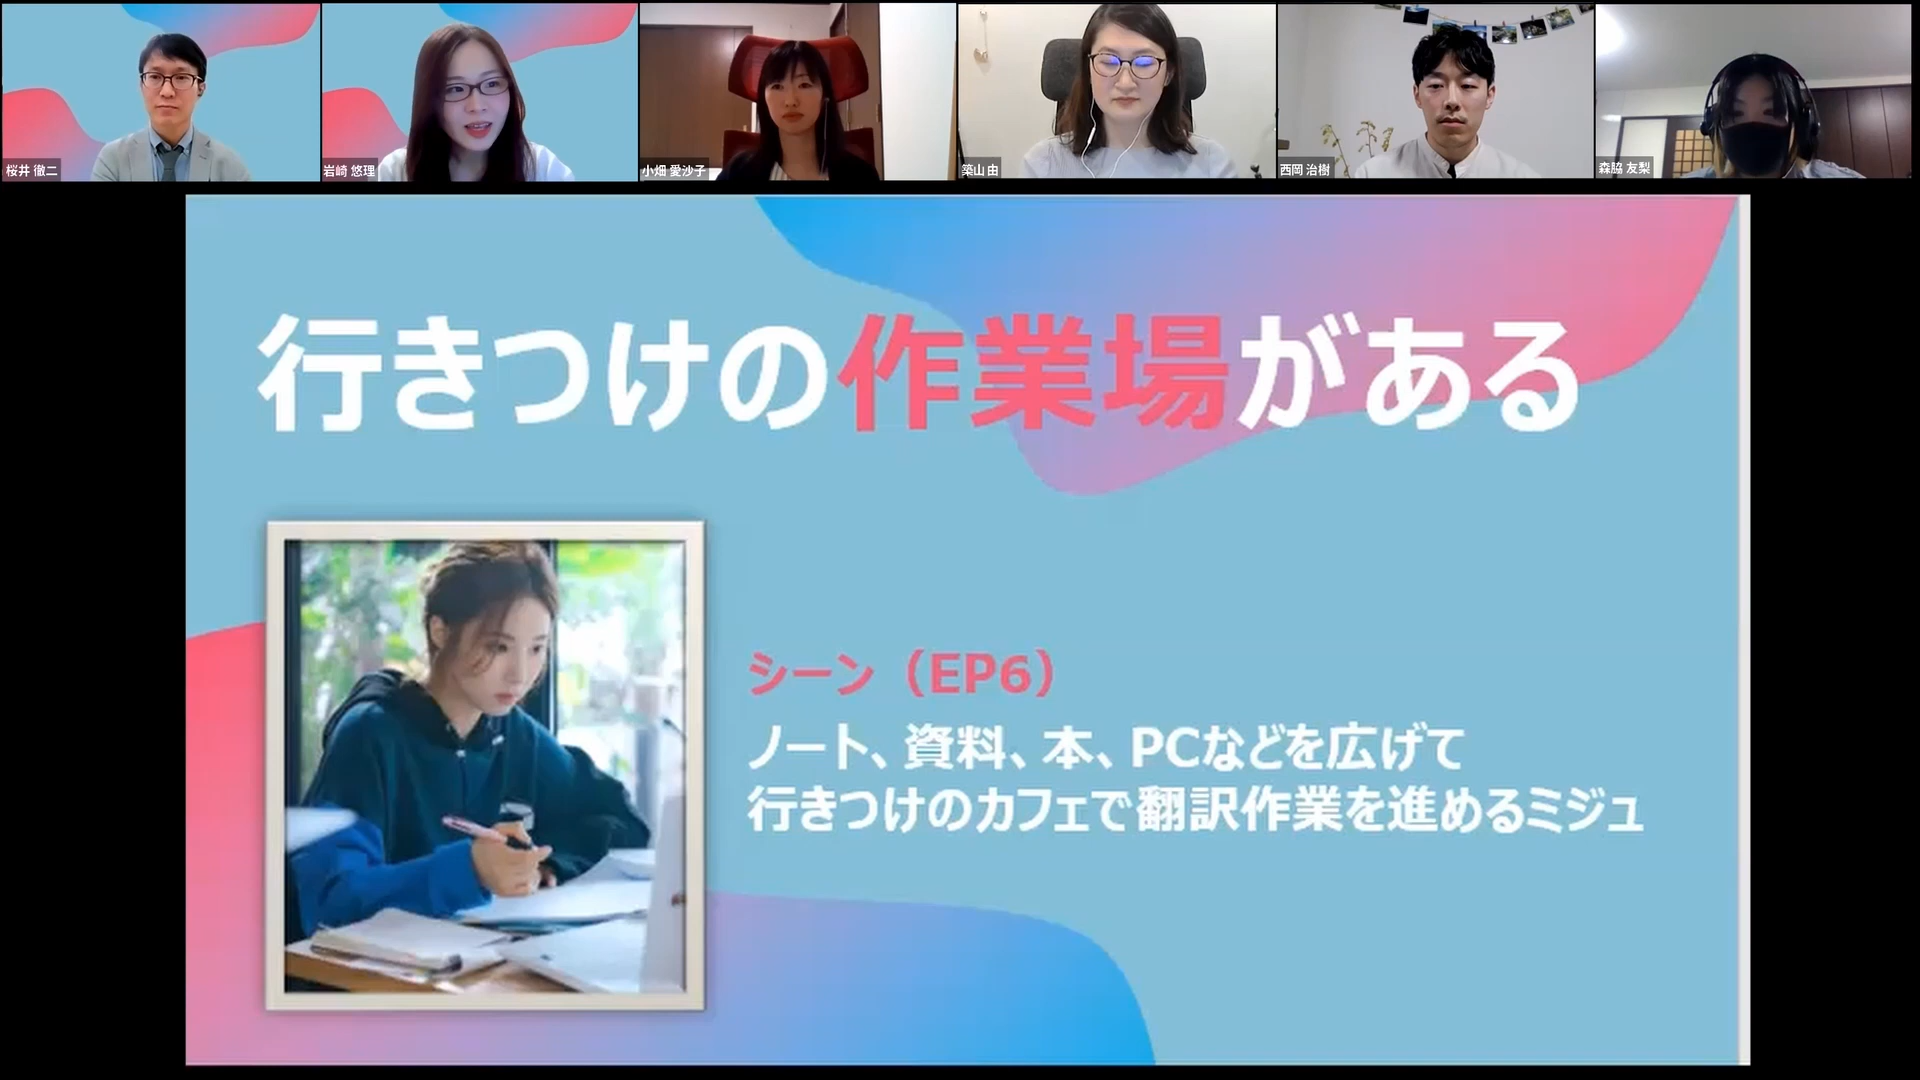 桜井 徹二
岩崎 悠理
小畑 愛沙子
築山 由
西岡 治樹
森脇 友梨
行きつけの作業場がある
シーン（EP6）
ノート、資料、本、PCなどを広げて
行きつけのカフェで翻訳作業を進めるミジュ